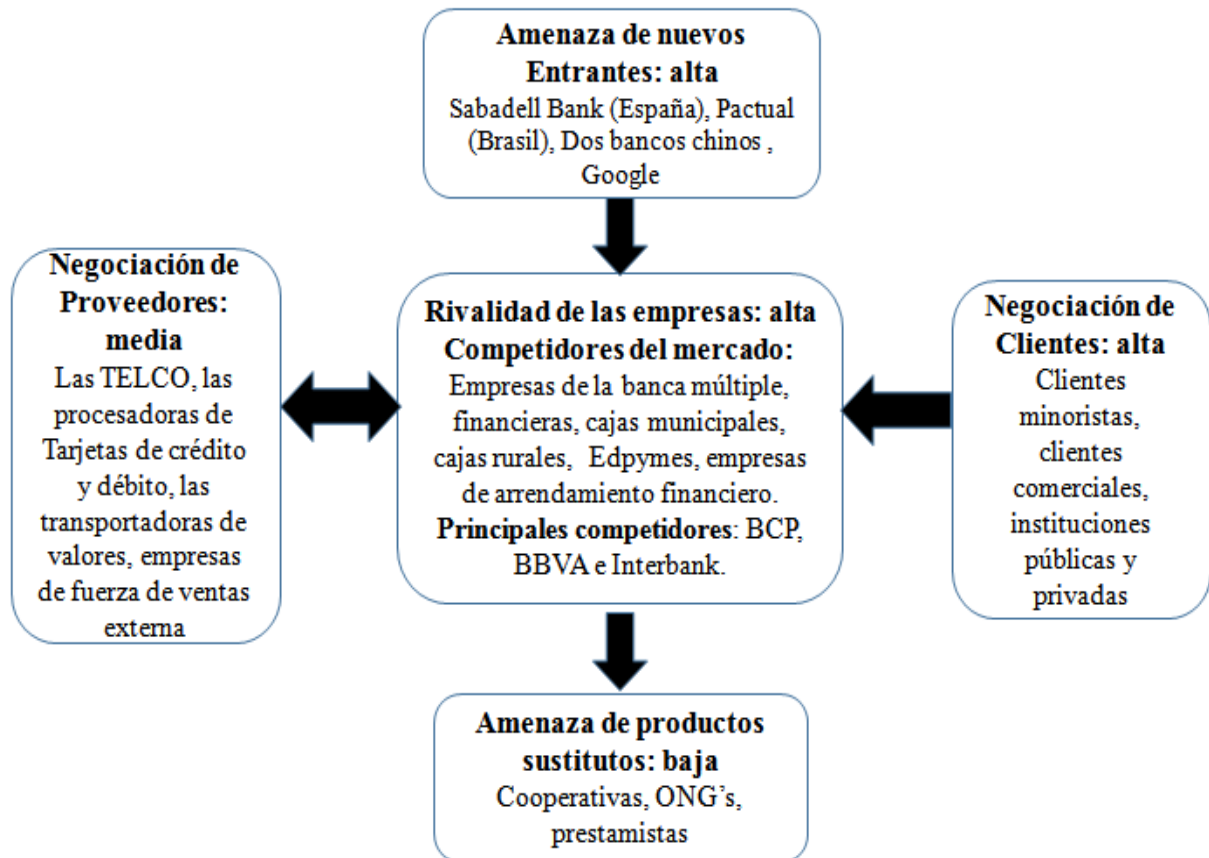 Amenaza de nuevos
Entrantes: alta
Sabadell Bank (España), Pactual
(Brasil), Dos bancos chinos ,
Google
Negociación de
Proveedores:
media
Las TELCO, las
procesadoras de
Tarjetas de crédito
y débito, las
transportadoras de
valores, empresas
de fuerza de ventas
externa
Rivalidad de las empresas: alta
Competidores del mercado:
Empresas de la banca múltiple,
financieras, cajas municipales,
cajas rurales, Edpymes, empresas
de arrendamiento financiero.
Principales competidores: BCP,
BBVA e Interbank.
Negociación de
Clientes: alta
Clientes
minoristas,
clientes
comerciales,
instituciones
públicas y
privadas
Amenaza de productos
sustitutos: baja
Cooperativas, ONG’s,
prestamistas